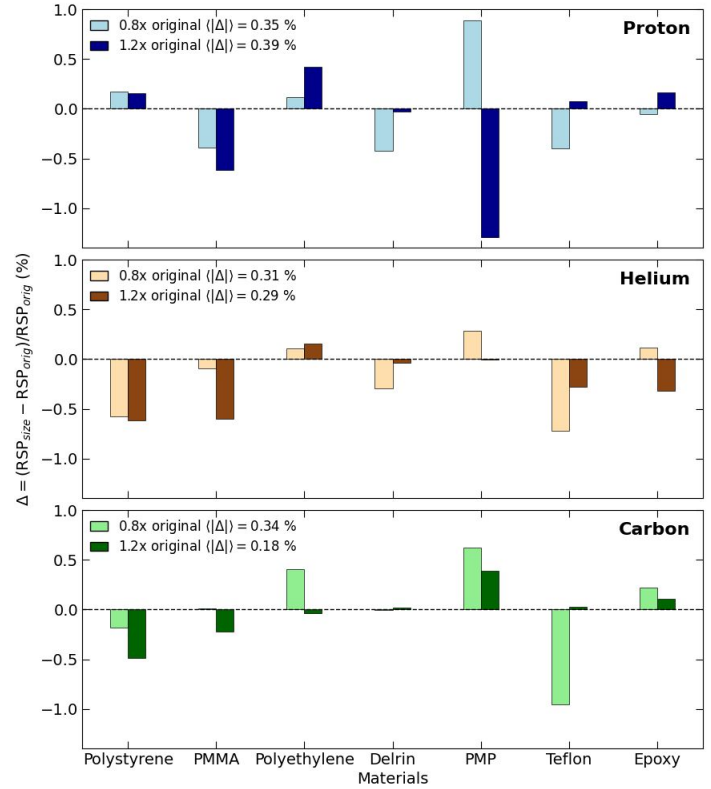 Δ = (RSP_size − RSP_orig)/RSP_orig (%)
1.0
0.5
0.0
−0.5
−1.0
0.8x original ⟨|Δ|⟩ = 0.35 %
1.2x original ⟨|Δ|⟩ = 0.39 %
Proton
1.0
0.5
0.0
−0.5
−1.0
0.8x original ⟨|Δ|⟩ = 0.31 %
1.2x original ⟨|Δ|⟩ = 0.29 %
Helium
1.0
0.5
0.0
−0.5
−1.0
0.8x original ⟨|Δ|⟩ = 0.34 %
1.2x original ⟨|Δ|⟩ = 0.18 %
Carbon
Polystyrene PMMA Polyethylene Delrin PMP Teflon Epoxy
Materials